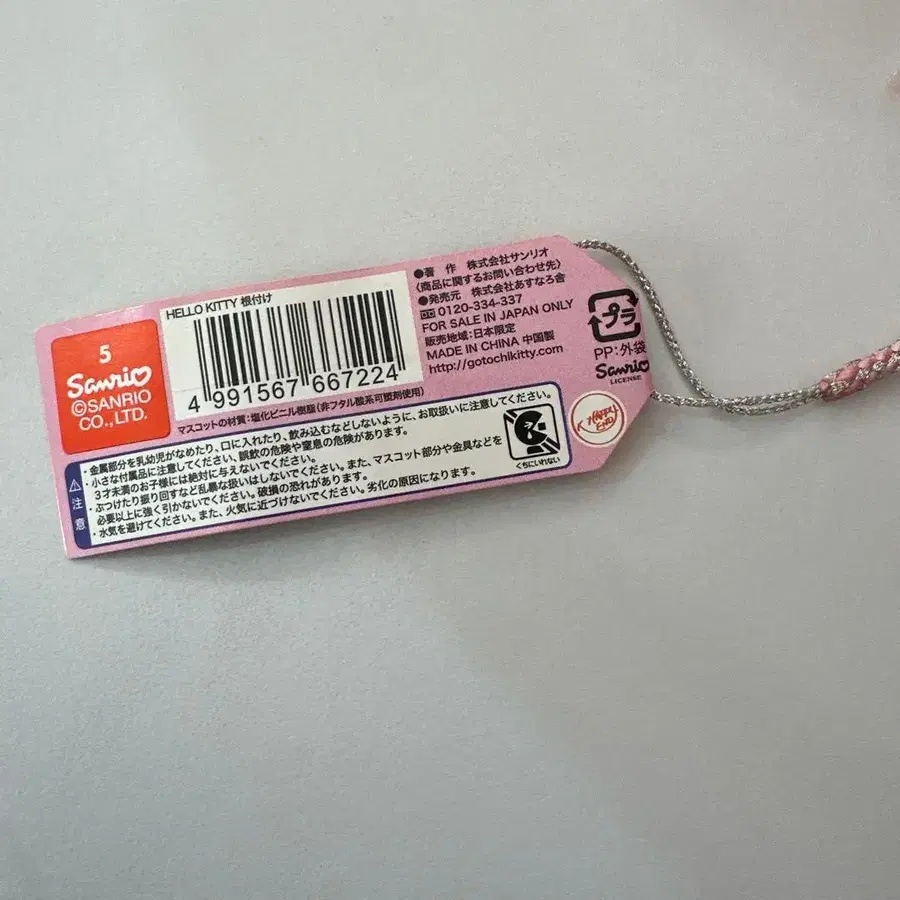 5
Sanrio
©SANRIO
CO.,LTD.
HELLO KITTY 根付け
4 991567 667224
マスコットの材質：塩化ビニル樹脂（非フタル酸系可塑剤使用）
●著 作 株式会社サンリオ
（商品に関するお問い合わせ先）
●発売元 株式会社あすなろ舎
0120-334-337
FOR SALE IN JAPAN ONLY
販売地域：日本限定
MADE IN CHINA 中国製
http://gotochikitty.com
プラ
PP：外袋
Sanrio
LICENSE
HAPPY
END
注意
・金属部分を乳幼児がなめたり、口に入れたり、飲み込むなどしないように、お取扱いに注意してください。
・小さな付属品に注意してください、誤飲の危険や窒息の危険があります。
3才未満のお子様には絶対に与えないでください。
・ぶつけたり振り回すなど乱暴な扱いはしないでください。また、マスコット部分や金具などを
必要以上に強く引かないでください。破損の恐れがあります。
・水気を避けてください。また、火気に近づけないでください。劣化の原因になります。
くちにいれない